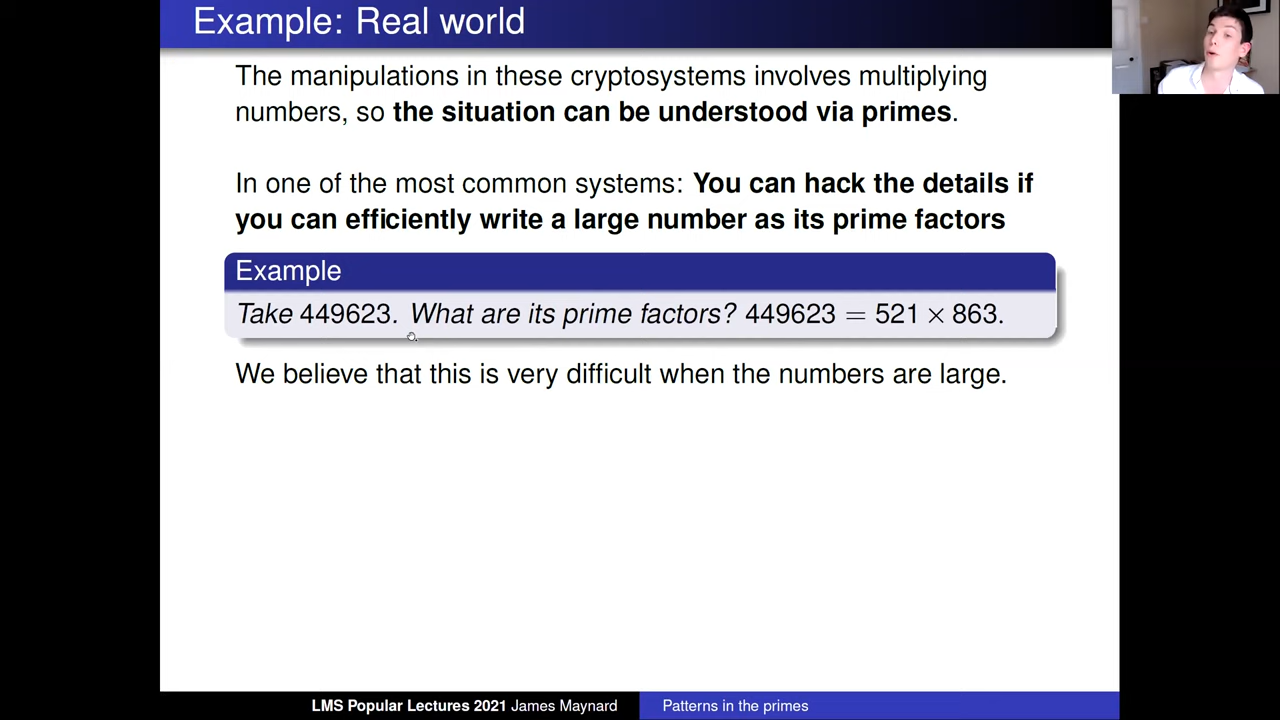 Example: Real world
The manipulations in these cryptosystems involves multiplying
numbers, so the situation can be understood via primes.
In one of the most common systems: You can hack the details if
you can efficiently write a large number as its prime factors
Example
Take 449623. What are its prime factors? 449623 = 521 × 863.
We believe that this is very difficult when the numbers are large.
LMS Popular Lectures 2021 James Maynard
Patterns in the primes